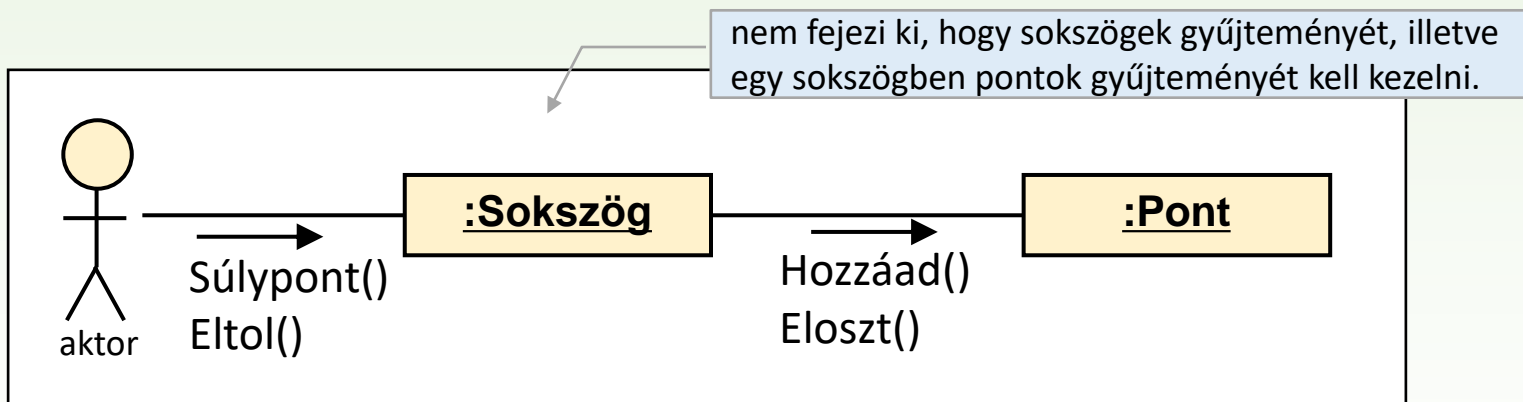 nem fejezi ki, hogy sokszögek gyűjteményét, illetve
egy sokszögben pontok gyűjteményét kell kezelni.
:Sokszög
:Pont
Súlypont()
Eltol()
Hozzáad()
Eloszt()
aktor